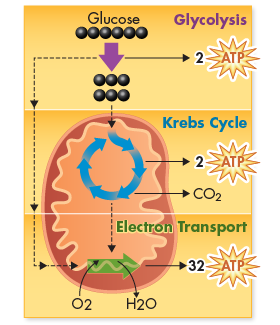 Glucose
Glycolysis
2 ATP
Krebs Cycle
2 ATP
CO2
Electron Transport
32 ATP
O2
H2O